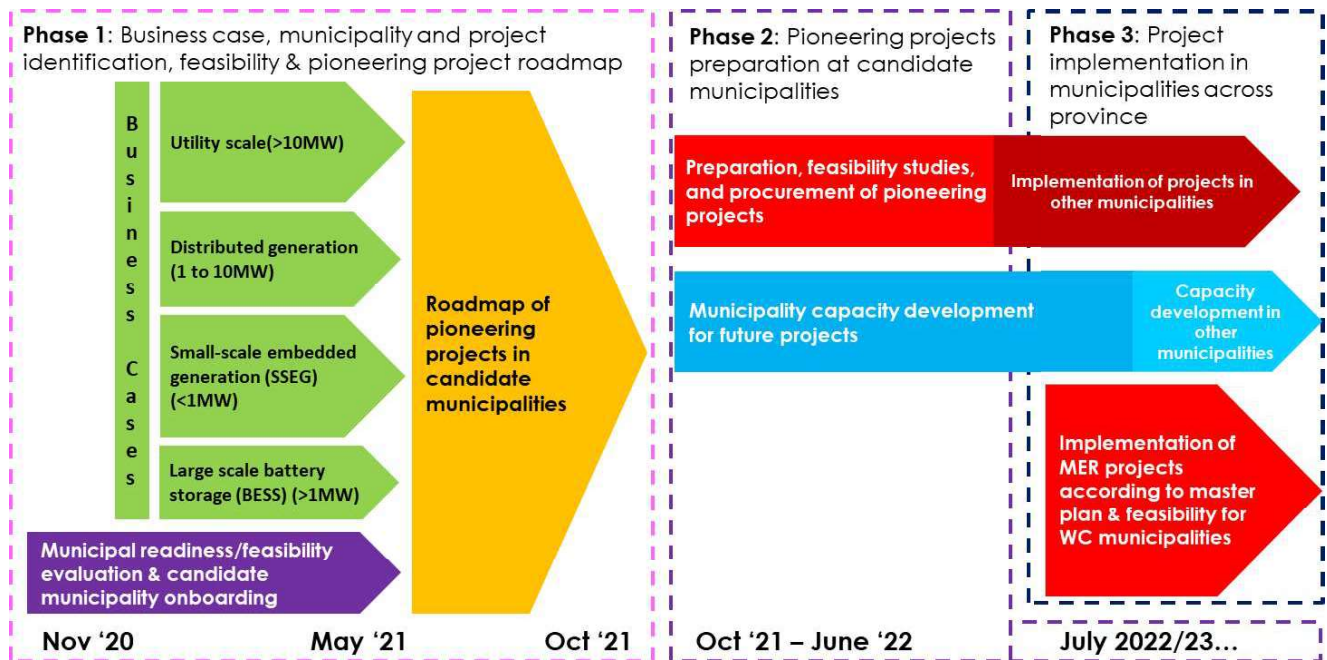 Phase 1: Business case, municipality and project
identification, feasibility & pioneering project roadmap
Business Cases
Utility scale(>10MW)
Distributed generation
(1 to 10MW)
Small-scale embedded
generation (SSEG)
(<1MW)
Large scale battery
storage (BESS) (>1MW)
Municipal readiness/feasibility
evaluation & candidate
municipality onboarding
Roadmap of
pioneering
projects in
candidate
municipalities
Nov ‘20
May ‘21
Oct ‘21
Phase 2: Pioneering projects
preparation at candidate
municipalities
Phase 3: Project
implementation in
municipalities across
province
Preparation, feasibility studies,
and procurement of pioneering
projects
Implementation of projects in
other municipalities
Municipality capacity development
for future projects
Capacity
development in
other
municipalities
Implementation of
MER projects
according to master
plan & feasibility for
WC municipalities
Oct ‘21 – June ‘22
July 2022/23...